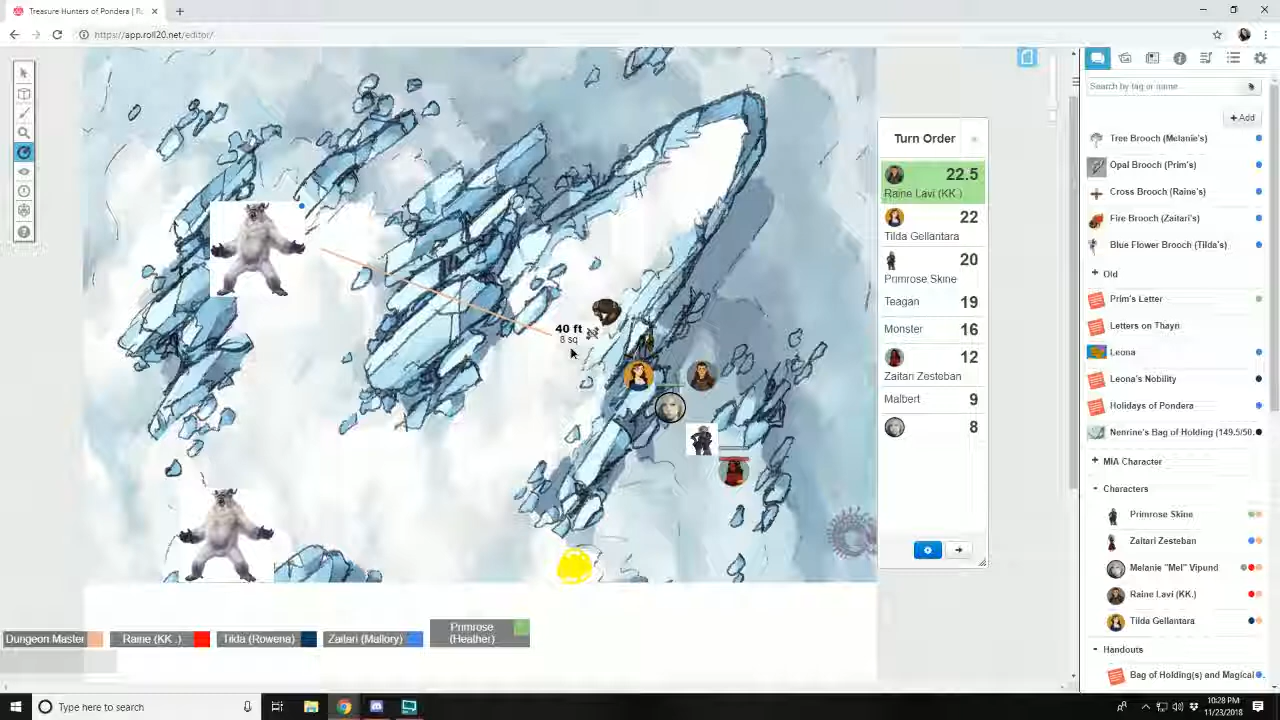 Treasure Hunters of Pondera | R
https://app.roll20.net/editor/
Search by tag or name...
+ Add
Tree Brooch (Melanie's)
Opal Brooch (Prim's)
Cross Brooch (Raine's)
Fire Brooch (Zaitari's)
Blue Flower Brooch (Tilda's)
Old
Prim's Letter
Letters on Thayn
Leona
Leona's Nobility
Holidays of Pondera
Nenrine's Bag of Holding (149.5/50
MIA Character
Characters
Primrose Skine
Zaitari Zesteban
Melanie "Mel" Vipund
Raine Lavi (KK.)
Tilda Gellantara
Handouts
Bag of Holding(s) and Magical
Turn Order
22.5
Raine Lavi (KK.)
22
Tilda Gellantara
20
Primrose Skine
Teagan 19
Monster 16
12
Zaitari Zesteban
Malbert 9
8
40 ft
8 sq
Dungeon Master
Raine (KK .)
Tilda (Rowena)
Zaitari (Mallory)
Primrose
(Heather)
Type here to search
10:28 PM
11/23/2018